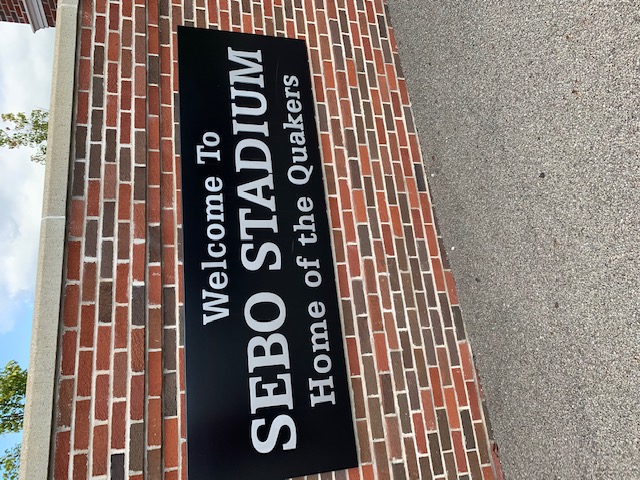 Welcome To
SEBO STADIUM
Home of the Quakers